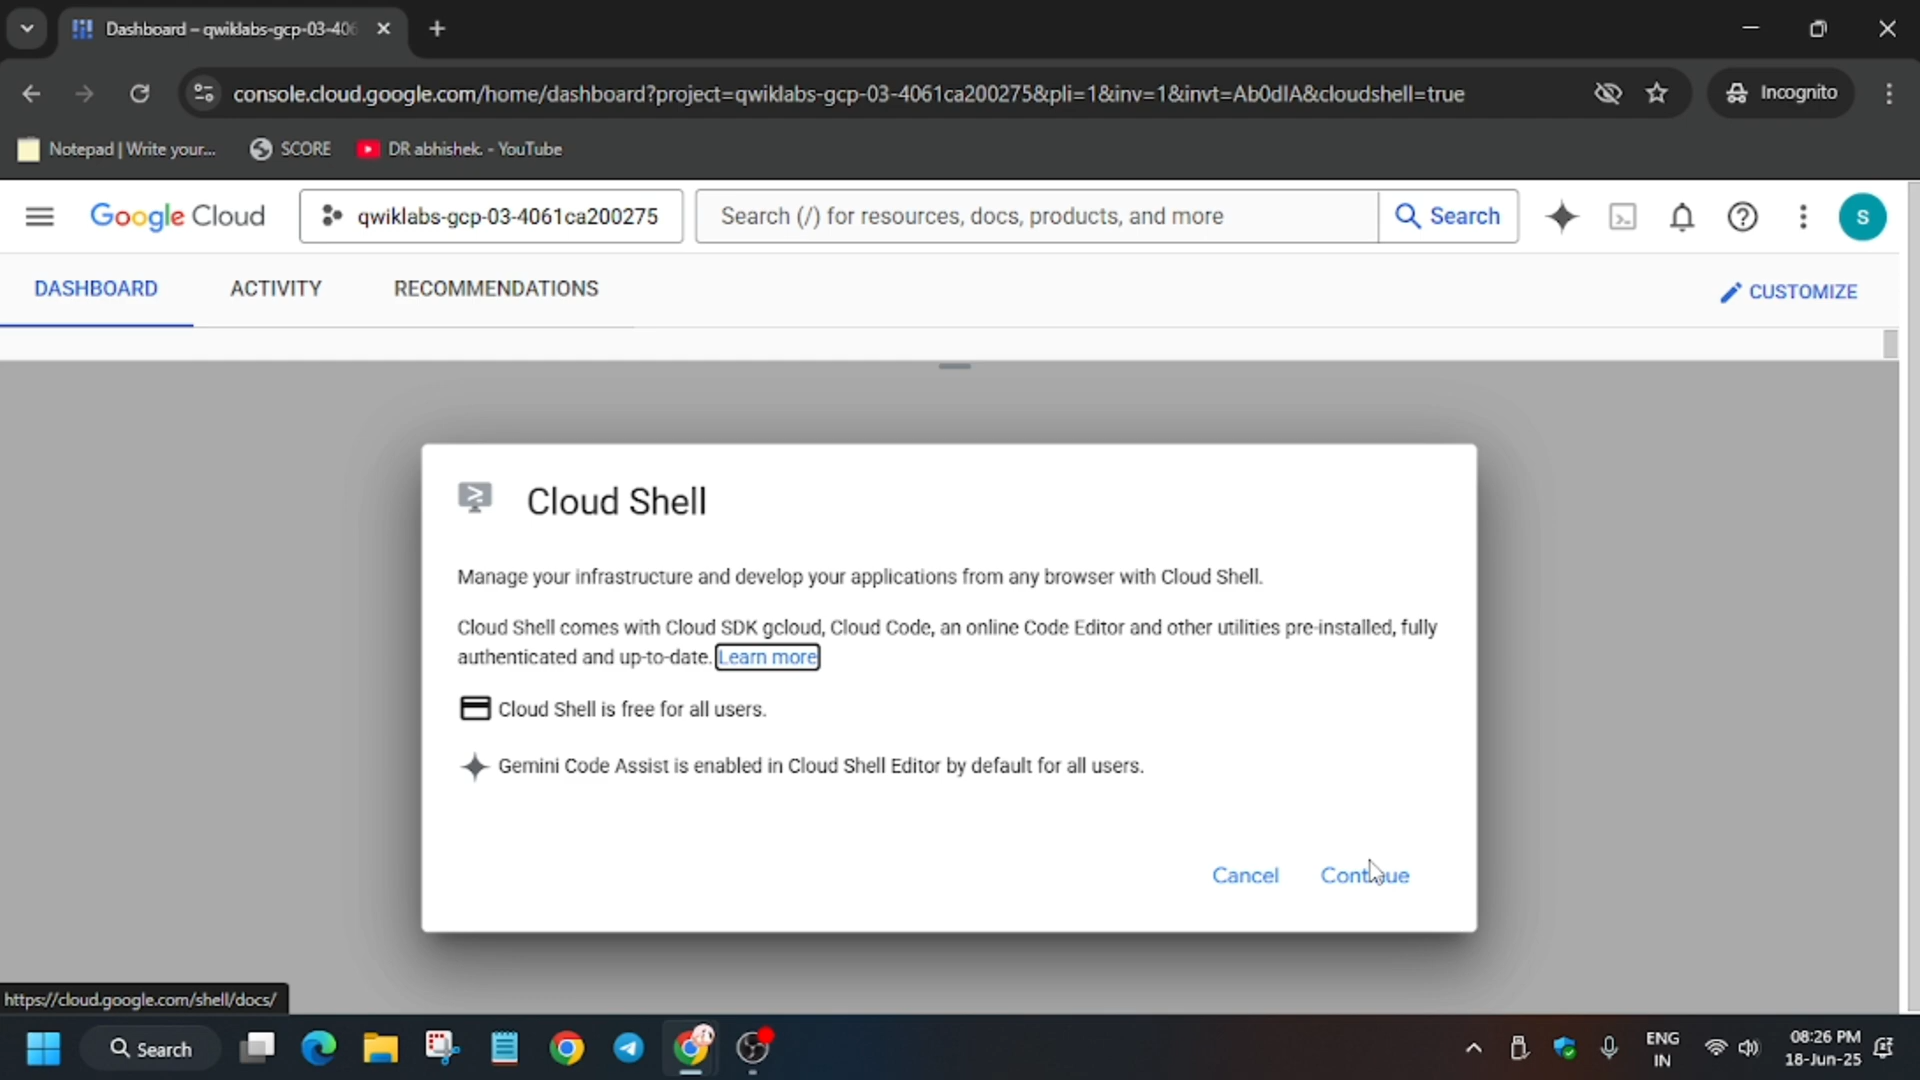 Dashboard – qwiklabs-gcp-03-406
console.cloud.google.com/home/dashboard?project=qwiklabs-gcp-03-4061ca200275&pli=1&inv=1&invt=Ab0dIA&cloudshell=true
Incognito
Notepad | Write your...
SCORE
DR abhishek. - YouTube
Google Cloud
qwiklabs-gcp-03-4061ca200275
Search (/) for resources, docs, products, and more
Search
S
DASHBOARD
ACTIVITY
RECOMMENDATIONS
CUSTOMIZE
Cloud Shell
Manage your infrastructure and develop your applications from any browser with Cloud Shell.
Cloud Shell comes with Cloud SDK gcloud, Cloud Code, an online Code Editor and other utilities pre-installed, fully
authenticated and up-to-date. Learn more
Cloud Shell is free for all users.
Gemini Code Assist is enabled in Cloud Shell Editor by default for all users.
Cancel
Continue
https://cloud.google.com/shell/docs/
Search
ENG
IN
08:26 PM
18-Jun-25